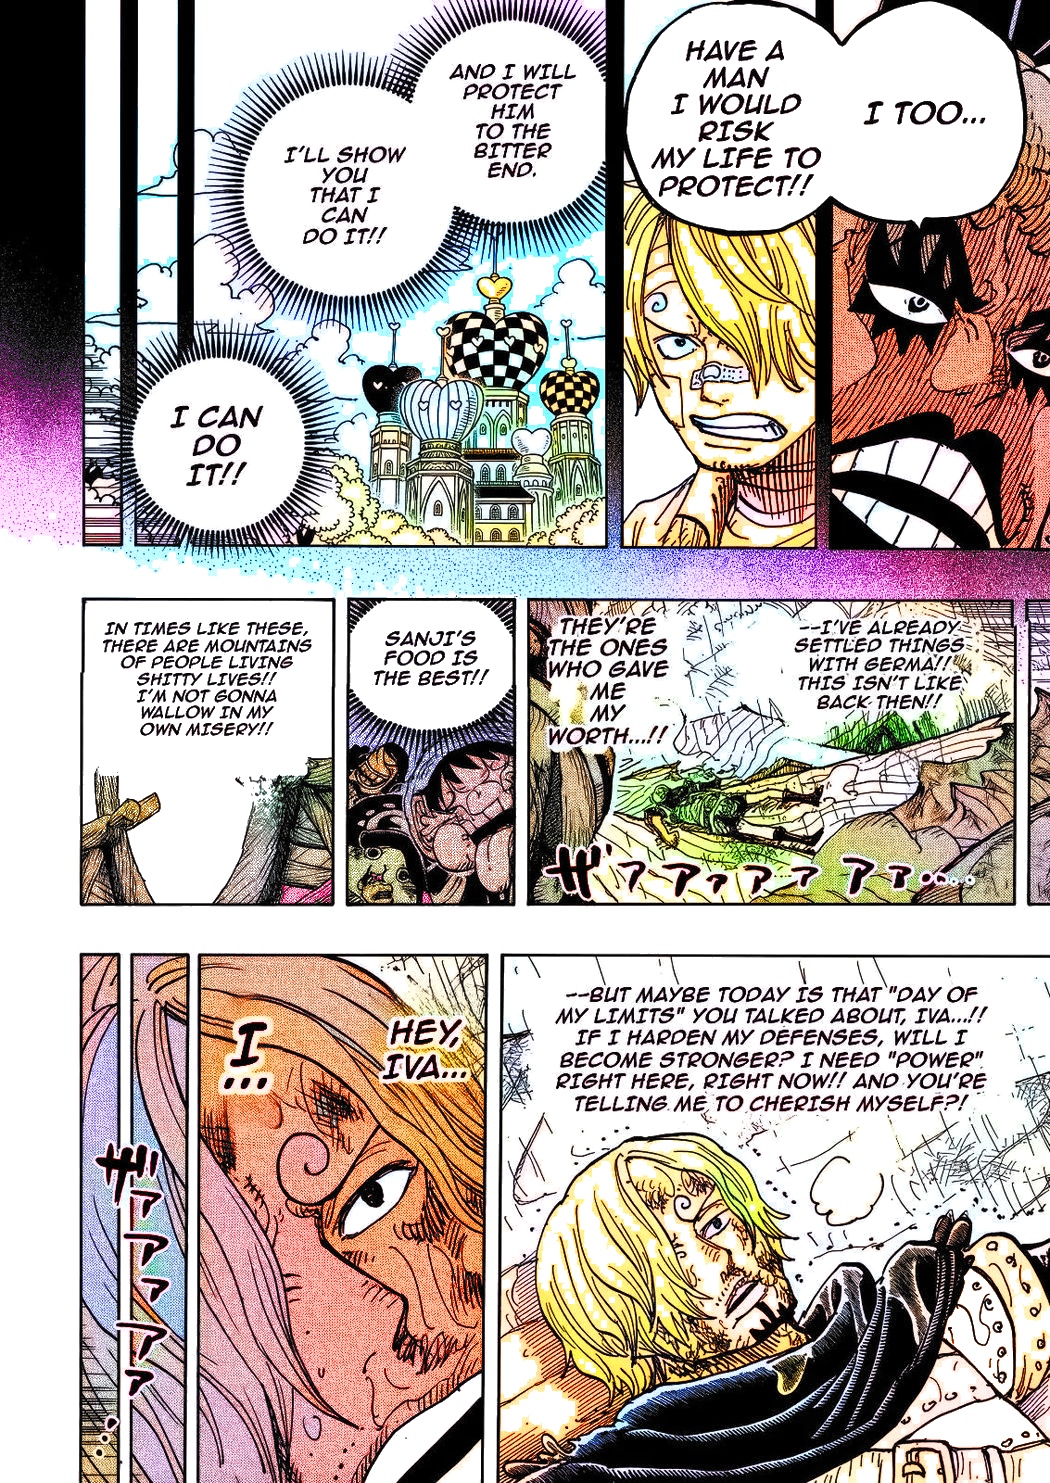 I TOO...
HAVE A
MAN
I WOULD
RISK
MY LIFE TO
PROTECT!!
AND I WILL
PROTECT
HIM
TO THE
BITTER
END.
I'LL SHOW
YOU
THAT I
CAN
DO IT!!
I CAN
DO
IT!!
--I'VE ALREADY
SETTLED THINGS
WITH GERMA!!
THIS ISN'T LIKE
BACK THEN!!
THEY'RE
THE ONES
WHO GAVE
ME
MY
WORTH...!!
ザァァァァァァァ....
SANJI'S
FOOD IS
THE BEST!!
IN TIMES LIKE THESE,
THERE ARE MOUNTAINS
OF PEOPLE LIVING
SHITTY LIVES!!
I'M NOT GONNA
WALLOW IN MY
OWN MISERY!!
--BUT MAYBE TODAY IS THAT "DAY OF
MY LIMITS" YOU TALKED ABOUT, IVA...!!
IF I HARDEN MY DEFENSES, WILL I
BECOME STRONGER? I NEED "POWER"
RIGHT HERE, RIGHT NOW!! AND YOU'RE
TELLING ME TO CHERISH MYSELF?!
HEY,
IVA...
I
...
ザァァァァァ...